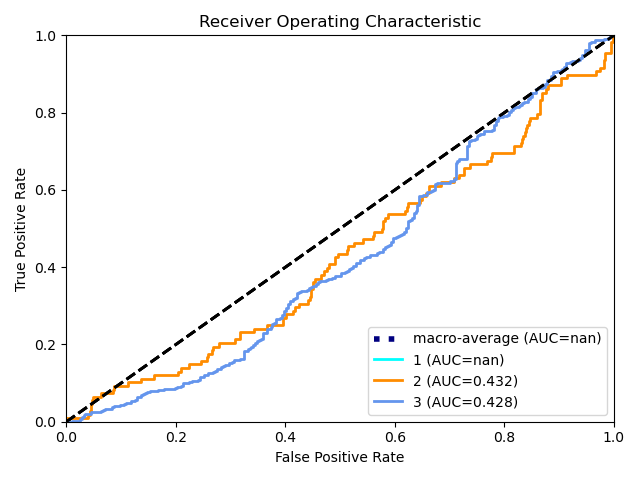 Receiver Operating Characteristic
True Positive Rate
1.0
0.8
0.6
0.4
0.2
0.0
macro-average (AUC=nan)
1 (AUC=nan)
2 (AUC=0.432)
3 (AUC=0.428)
0.0 0.2 0.4 0.6 0.8 1.0
False Positive Rate